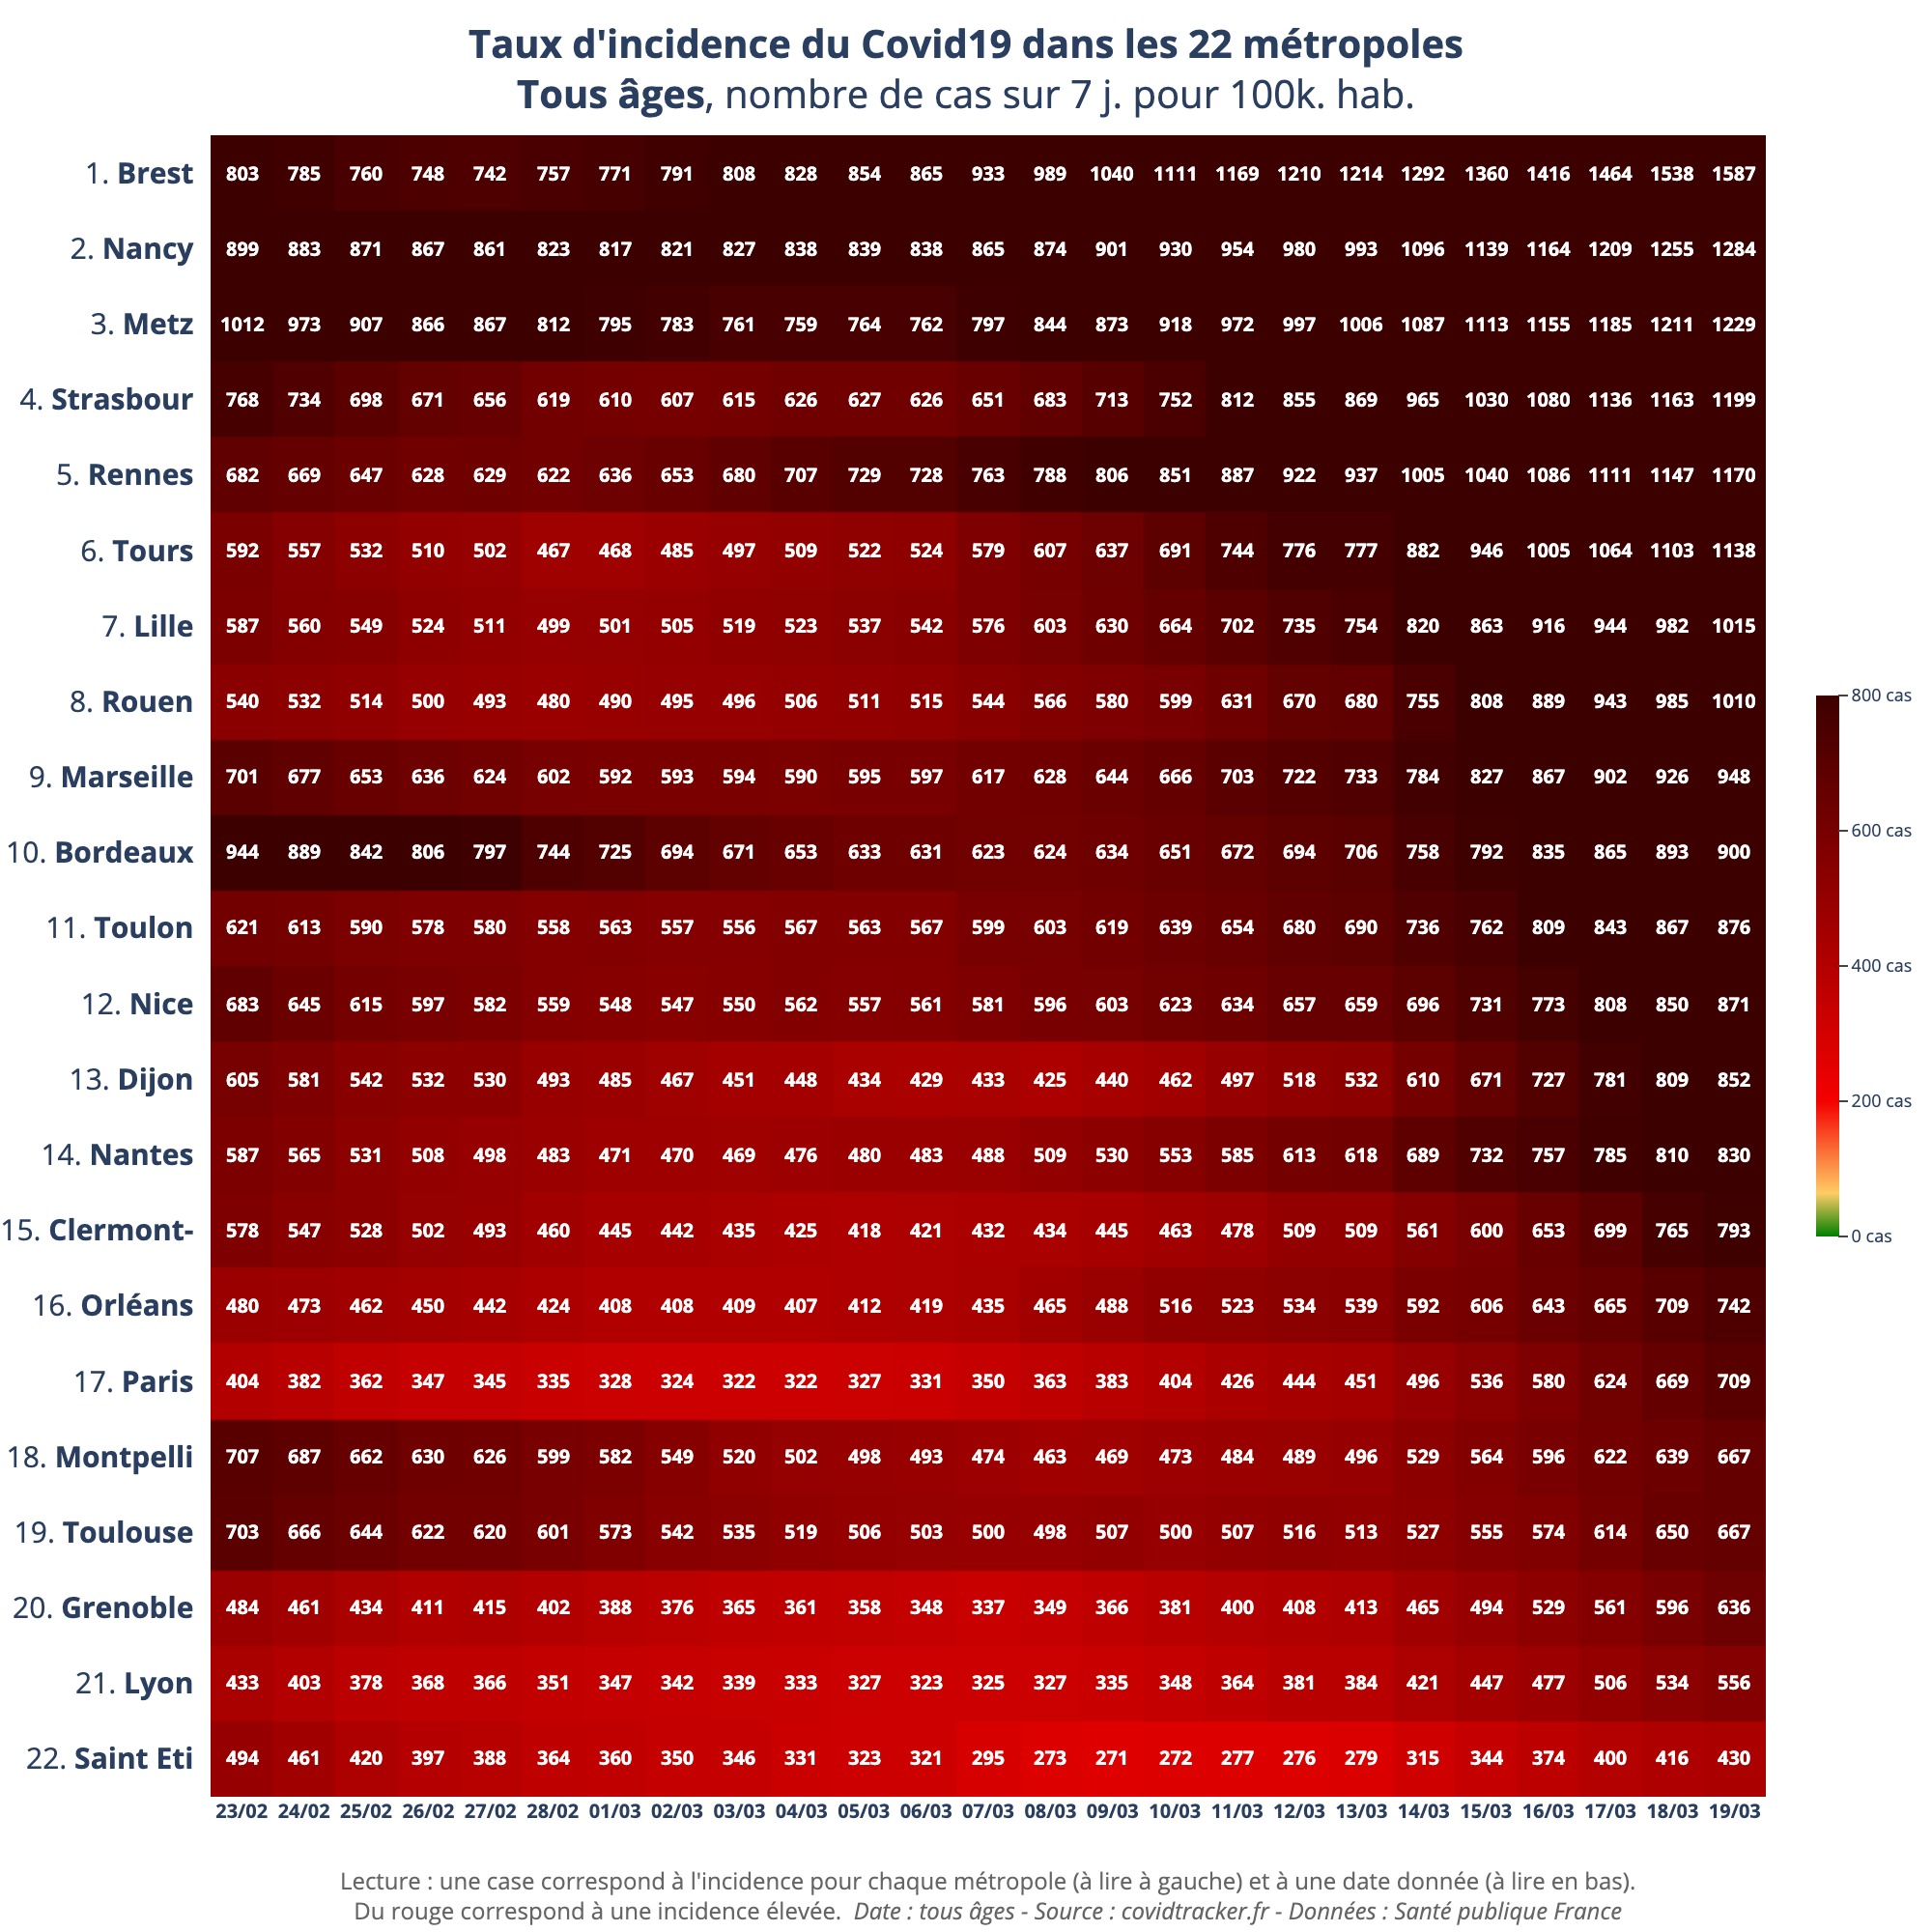 Taux d'incidence du Covid19 dans les 22 métropoles
Tous âges, nombre de cas sur 7 j. pour 100k. hab.
1. Brest 803 785 760 748 742 757 771 791 808 828 854 865 933 989 1040 1111 1169 1210 1214 1292 1360 1416 1464 1538 1587
2. Nancy 899 883 871 867 861 823 817 821 827 838 839 838 865 874 901 930 954 980 993 1096 1139 1164 1209 1255 1284
3. Metz 1012 973 907 866 867 812 795 783 761 759 764 762 797 844 873 918 972 997 1006 1087 1113 1155 1185 1211 1229
4. Strasbour 768 734 698 671 656 619 610 607 615 626 627 626 651 683 713 752 812 855 869 965 1030 1080 1136 1163 1199
5. Rennes 682 669 647 628 629 622 636 653 680 707 729 728 763 788 806 851 887 922 937 1005 1040 1086 1111 1147 1170
6. Tours 592 557 532 510 502 467 468 485 497 509 522 524 579 607 637 691 744 776 777 882 946 1005 1064 1103 1138
7. Lille 587 560 549 524 511 499 501 505 519 523 537 542 576 603 630 664 702 735 754 820 863 916 944 982 1015
8. Rouen 540 532 514 500 493 480 490 495 496 506 511 515 544 566 580 599 631 670 680 755 808 889 943 985 1010
9. Marseille 701 677 653 636 624 602 592 593 594 590 595 597 617 628 644 666 703 722 733 784 827 867 902 926 948
10. Bordeaux 944 889 842 806 797 744 725 694 671 653 633 631 623 624 634 651 672 694 706 758 792 835 865 893 900
11. Toulon 621 613 590 578 580 558 563 557 556 567 563 567 599 603 619 639 654 680 690 736 762 809 843 867 876
12. Nice 683 645 615 597 582 559 548 547 550 562 557 561 581 596 603 623 634 657 659 696 731 773 808 850 871
13. Dijon 605 581 542 532 530 493 485 467 451 448 434 429 433 425 440 462 497 518 532 610 671 727 781 809 852
14. Nantes 587 565 531 508 498 483 471 470 469 476 480 483 488 509 530 553 585 613 618 689 732 757 785 810 830
15. Clermont- 578 547 528 502 493 460 445 442 435 425 418 421 432 434 445 463 478 509 509 561 600 653 699 765 793
16. Orléans 480 473 462 450 442 424 408 408 409 407 412 419 435 465 488 516 523 534 539 592 606 643 665 709 742
17. Paris 404 382 362 347 345 335 328 324 322 322 327 331 350 363 383 404 426 444 451 496 536 580 624 669 709
18. Montpelli 707 687 662 630 626 599 582 549 520 502 498 493 474 463 469 473 484 489 496 529 564 596 622 639 667
19. Toulouse 703 666 644 622 620 601 573 542 535 519 506 503 500 498 507 500 507 516 513 527 555 574 614 650 667
20. Grenoble 484 461 434 411 415 402 388 376 365 361 358 348 337 349 366 381 400 408 413 465 494 529 561 596 636
21. Lyon 433 403 378 368 366 351 347 342 339 333 327 323 325 327 335 348 364 381 384 421 447 477 506 534 556
22. Saint Eti 494 461 420 397 388 364 360 350 346 331 323 321 295 273 271 272 277 276 279 315 344 374 400 416 430
23/02 24/02 25/02 26/02 27/02 28/02 01/03 02/03 03/03 04/03 05/03 06/03 07/03 08/03 09/03 10/03 11/03 12/03 13/03 14/03 15/03 16/03 17/03 18/03 19/03
800 cas
600 cas
400 cas
200 cas
0 cas
Lecture : une case correspond à l'incidence pour chaque métropole (à lire à gauche) et à une date donnée (à lire en bas).
Du rouge correspond à une incidence élevée. Date : tous âges - Source : covidtracker.fr - Données : Santé publique France